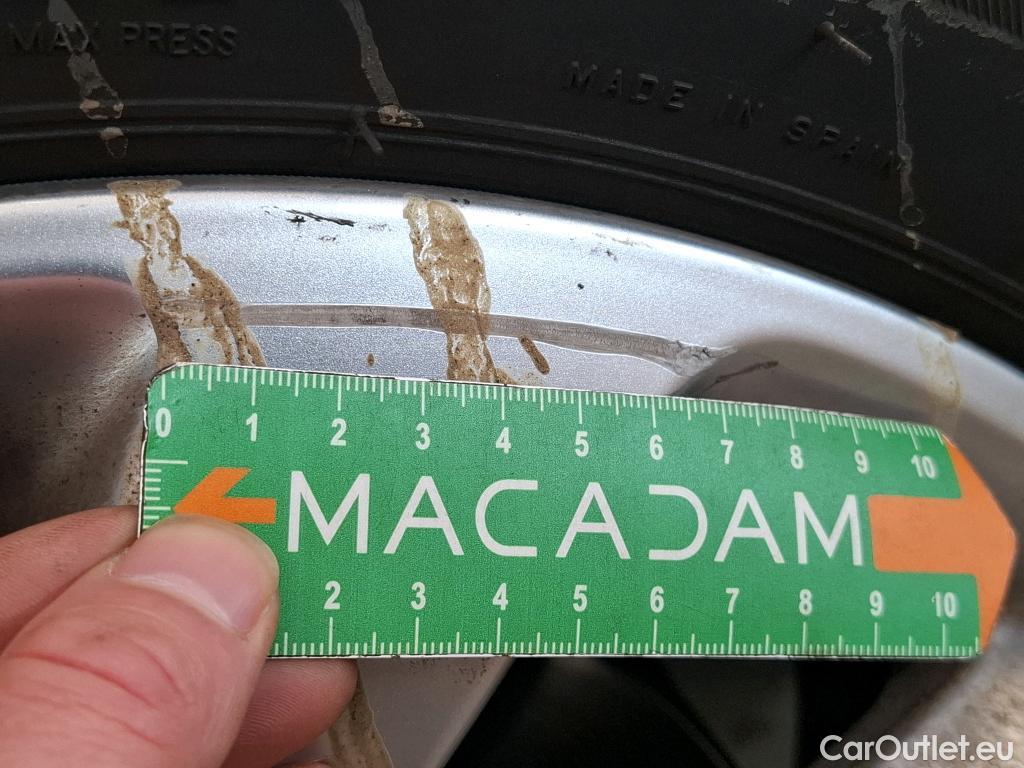 MAX PRESS
MADE IN SPAIN
0 1 2 3 4 5 6 7 8 9 10
MACADAM
2 3 4 5 6 7 8 9 10
CarOutlet.eu